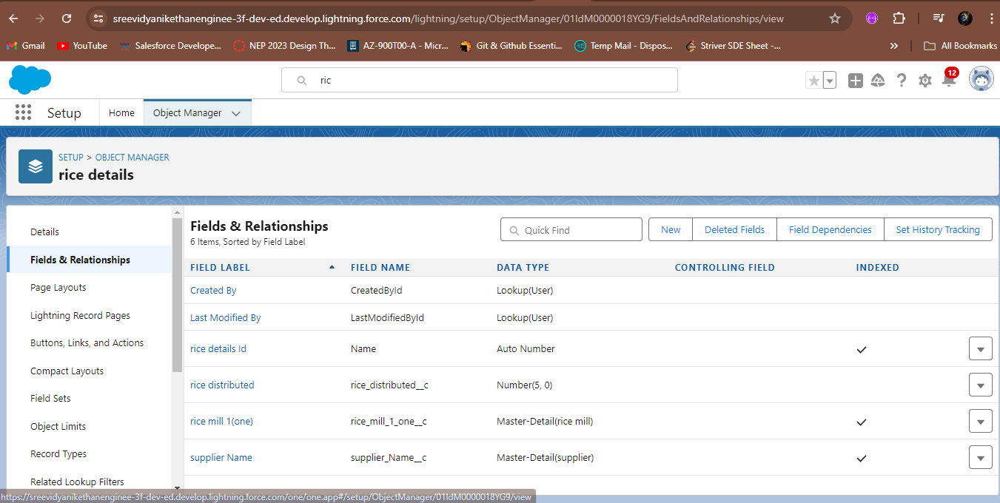 sreevidyanikethanenginee-3f-dev-ed.develop.lightning.force.com/lightning/setup/ObjectManager/01IdM0000018YG9/FieldsAndRelationships/view
Gmail YouTube Salesforce Develope... NEP 2023 Design Th... AZ-900T00-A - Micr... Git & Github Essenti... Temp Mail - Dispos... Striver SDE Sheet -... » All Bookmarks
ric
12
Setup Home Object Manager
SETUP > OBJECT MANAGER
rice details
Details
Fields & Relationships
Page Layouts
Lightning Record Pages
Buttons, Links, and Actions
Compact Layouts
Field Sets
Object Limits
Record Types
Related Lookup Filters
Fields & Relationships
6 Items, Sorted by Field Label
Quick Find New Deleted Fields Field Dependencies Set History Tracking
FIELD LABEL FIELD NAME DATA TYPE CONTROLLING FIELD INDEXED
Created By CreatedById Lookup(User)
Last Modified By LastModifiedById Lookup(User)
rice details Id Name Auto Number
rice distributed rice_distributed__c Number(5, 0)
rice mill 1(one) rice_mill_1_one__c Master-Detail(rice mill)
supplier Name supplier_Name__c Master-Detail(supplier)
https://sreevidyanikethanenginee-3f-dev-ed.develop.lightning.force.com/one/one.app#/setup/ObjectManager/01IdM0000018YG9/view